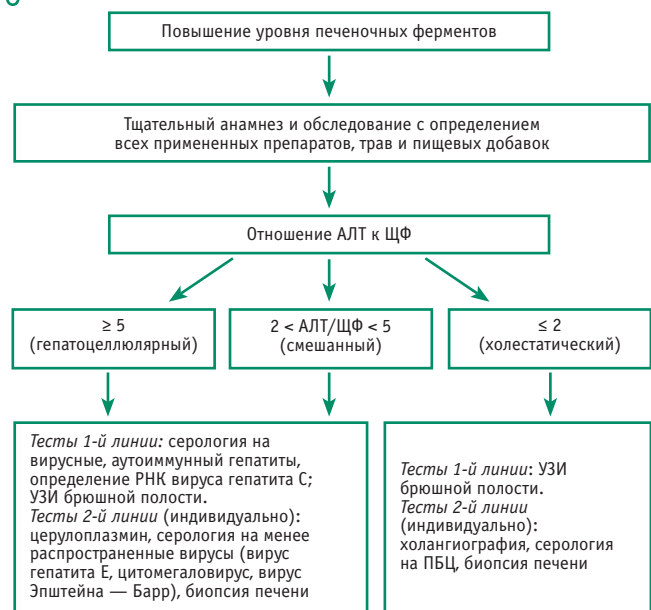 Повышение уровня печеночных ферментов
Тщательный анамнез и обследование с определением
всех примененных препаратов, трав и пищевых добавок
Отношение АЛТ к ЩФ
≥ 5
(гепатоцеллюлярный)
2 < АЛТ/ЩФ < 5
(смешанный)
≤ 2
(холестатический)
Тесты 1-й линии: серология на
вирусные, аутоиммунный гепатиты,
определение РНК вируса гепатита С;
УЗИ брюшной полости.
Тесты 2-й линии (индивидуально):
церулоплазмин, серология на менее
распространенные вирусы (вирус
гепатита Е, цитомегаловирус, вирус
Эпштейна — Барр), биопсия печени
Тесты 1-й линии: УЗИ
брюшной полости.
Тесты 2-й линии
(индивидуально):
холангиография, серология
на ПБЦ, биопсия печени